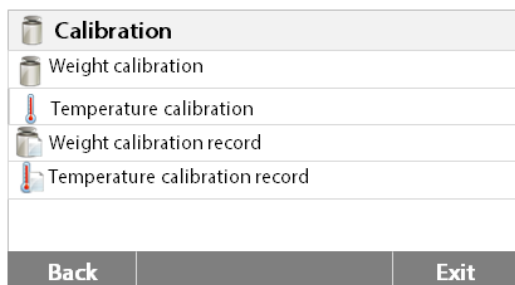 Calibration
Weight calibration
Temperature calibration
Weight calibration record
Temperature calibration record
Back Exit